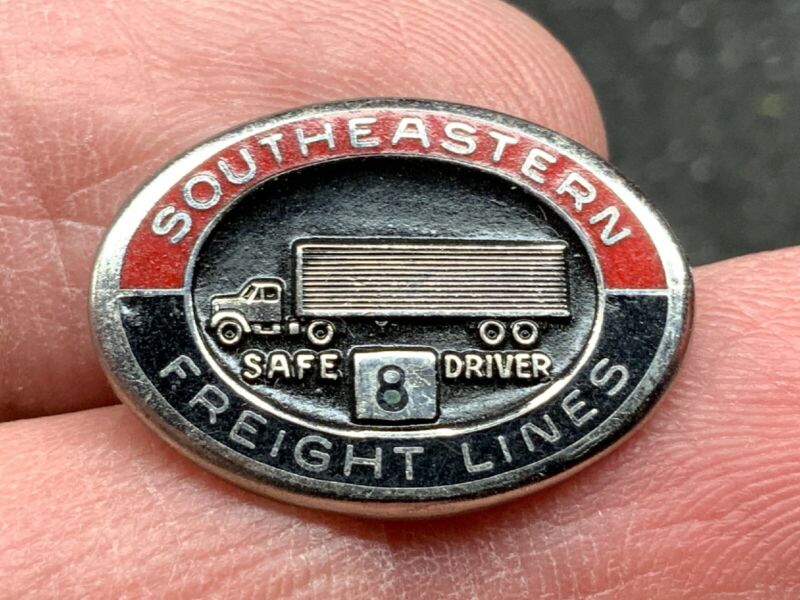 SOUTHEASTERN
SAFE 8 DRIVER
FREIGHT LINES